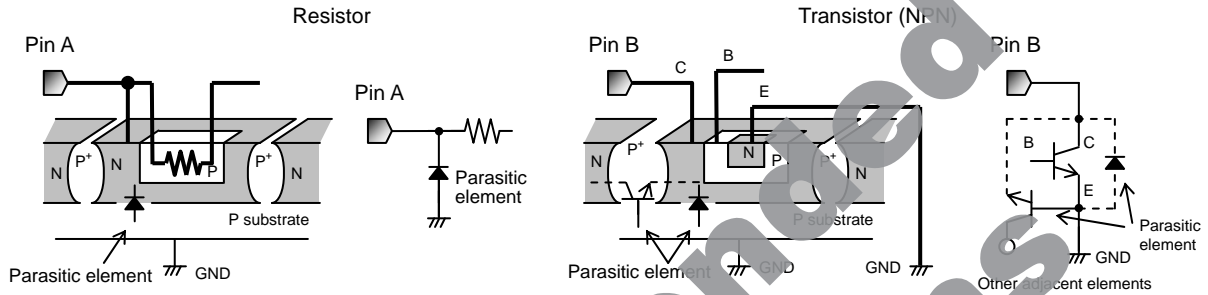 Resistor
Pin A
N
P+
N
P
P+
N
P substrate
Parasitic element
GND
Pin A
Parasitic
element
Transistor (NPN)
Pin B
C
B
E
N
P+
N
P
P+
N
P substrate
Parasitic element
GND
GND
Pin B
B
C
E
Parasitic
element
GND
Other adjacent elements